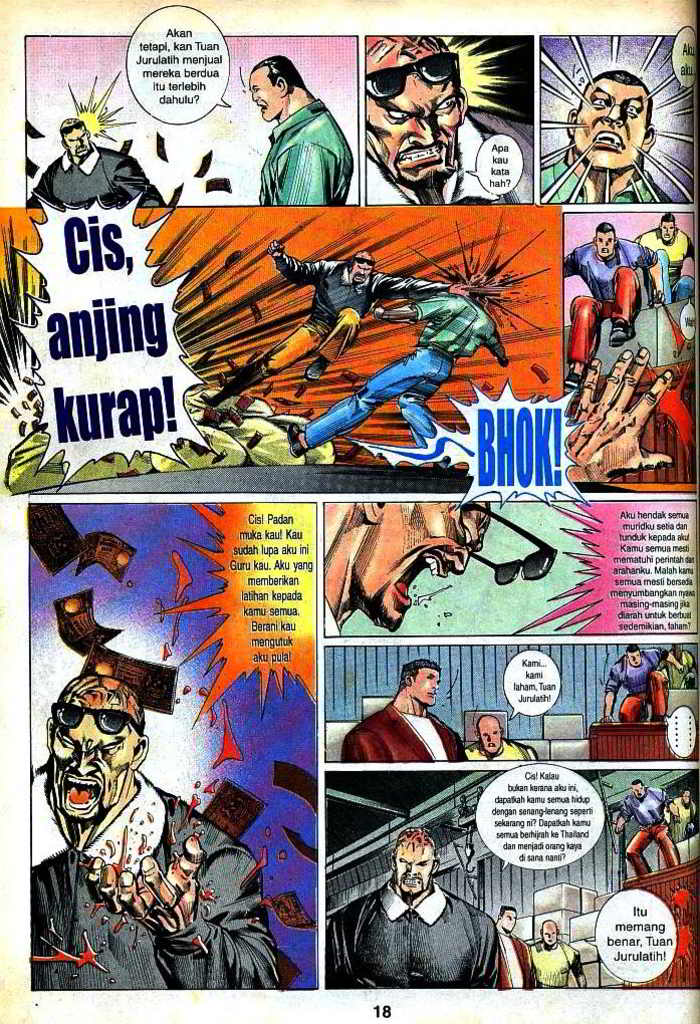 Akan
tetapi, kan Tuan
Jurulatih menjual
mereka berdua
itu dahulu?
Apa
kau
kata
hah?
Cis,
anjing
kurap!
BHOK!
Cis! Padan
muka kau! Kau
sudah lupa aku ini
Guru kau. Aku yang
memberikan
latihan kepada
kamu semua.
Berani kau
mengutuk
aku pula!
Aku hendak semua
muridku setia dan
tunduk kepada aku!
Kamu semua mesti
mematuhi perintah dan
arahanku. Malah kamu
semua mesti bersedia
menyumbangkan nyawa
masing-masing jika
diarah untuk berbuat
sedemikian, faham?
Kami...
kami
faham, Tuan
Jurulatih!
......
Cis! Kalau
bukan kerana aku ini,
dapatkah kamu semua hidup
dengan senang-lenang seperti
sekarang ni? Dapatkah kamu
semua berhijrah ke Thailand
dan menjadi orang kaya
di sana nanti?
Itu
memang
benar, Tuan
Jurulatih!
18